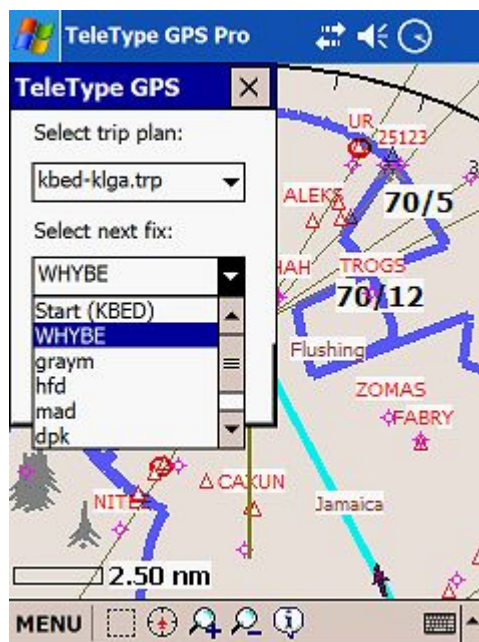 TeleType GPS Pro
TeleType GPS
Select trip plan:
kbed-klga.trp
Select next fix:
WHYBE
Start (KBED)
WHYBE
graym
hfd
mad
dpk
UR
25123
ALEKS
70/5
HAH
TROGS
70/12
Flushing
ZOMAS
FABRY
CAXUN
Jamaica
2.50 nm
MENU